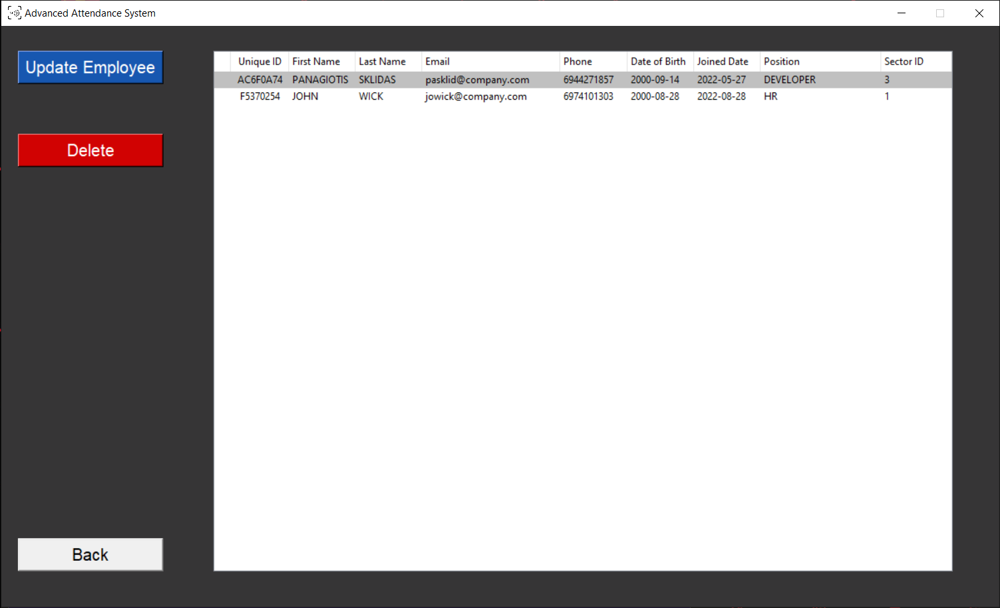 Advanced Attendance System
Update Employee
Delete
Back
Unique ID First Name Last Name Email Phone Date of Birth Joined Date Position Sector ID
AC6F0A74 PANAGIOTIS SKLIDAS pasklid@company.com 6944271857 2000-09-14 2022-05-27 DEVELOPER 3
F5370254 JOHN WICK jowick@company.com 6974101303 2000-08-28 2022-08-28 HR 1